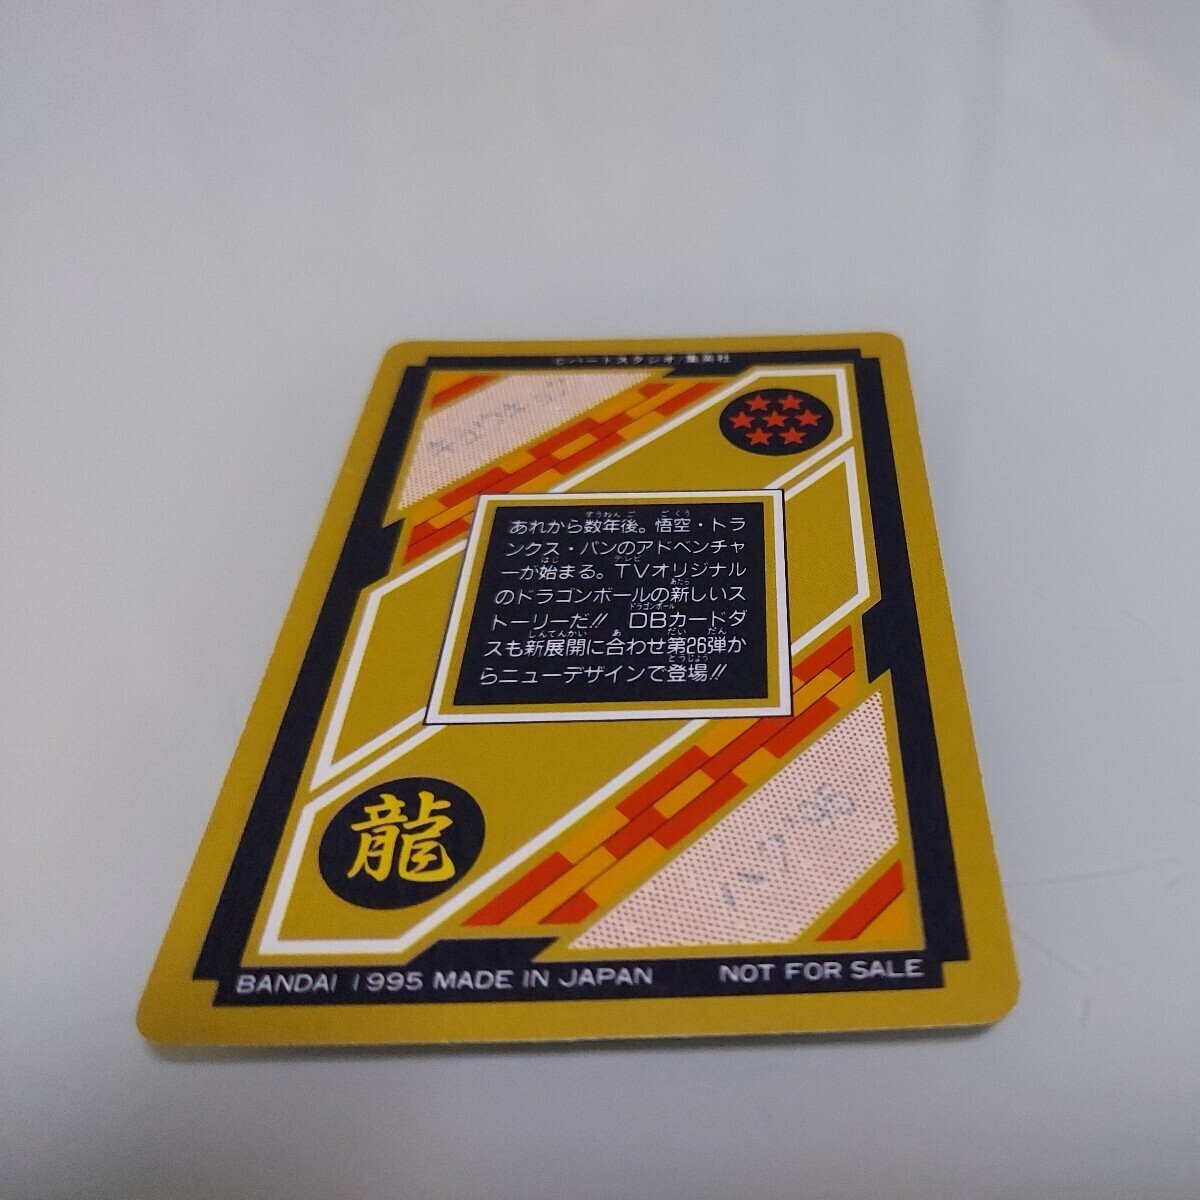 ©バードスタジオ/集英社
あれから数年後。悟空・トラ
ンクス・パンのアドベンチャ
ーが始まる。TVオリジナル
のドラゴンボールの新しいス
トーリーだ!! DBカードダ
スも新展開に合わせ第26弾か
らニューデザインで登場!!
龍
BANDAI 1995 MADE IN JAPAN NOT FOR SALE